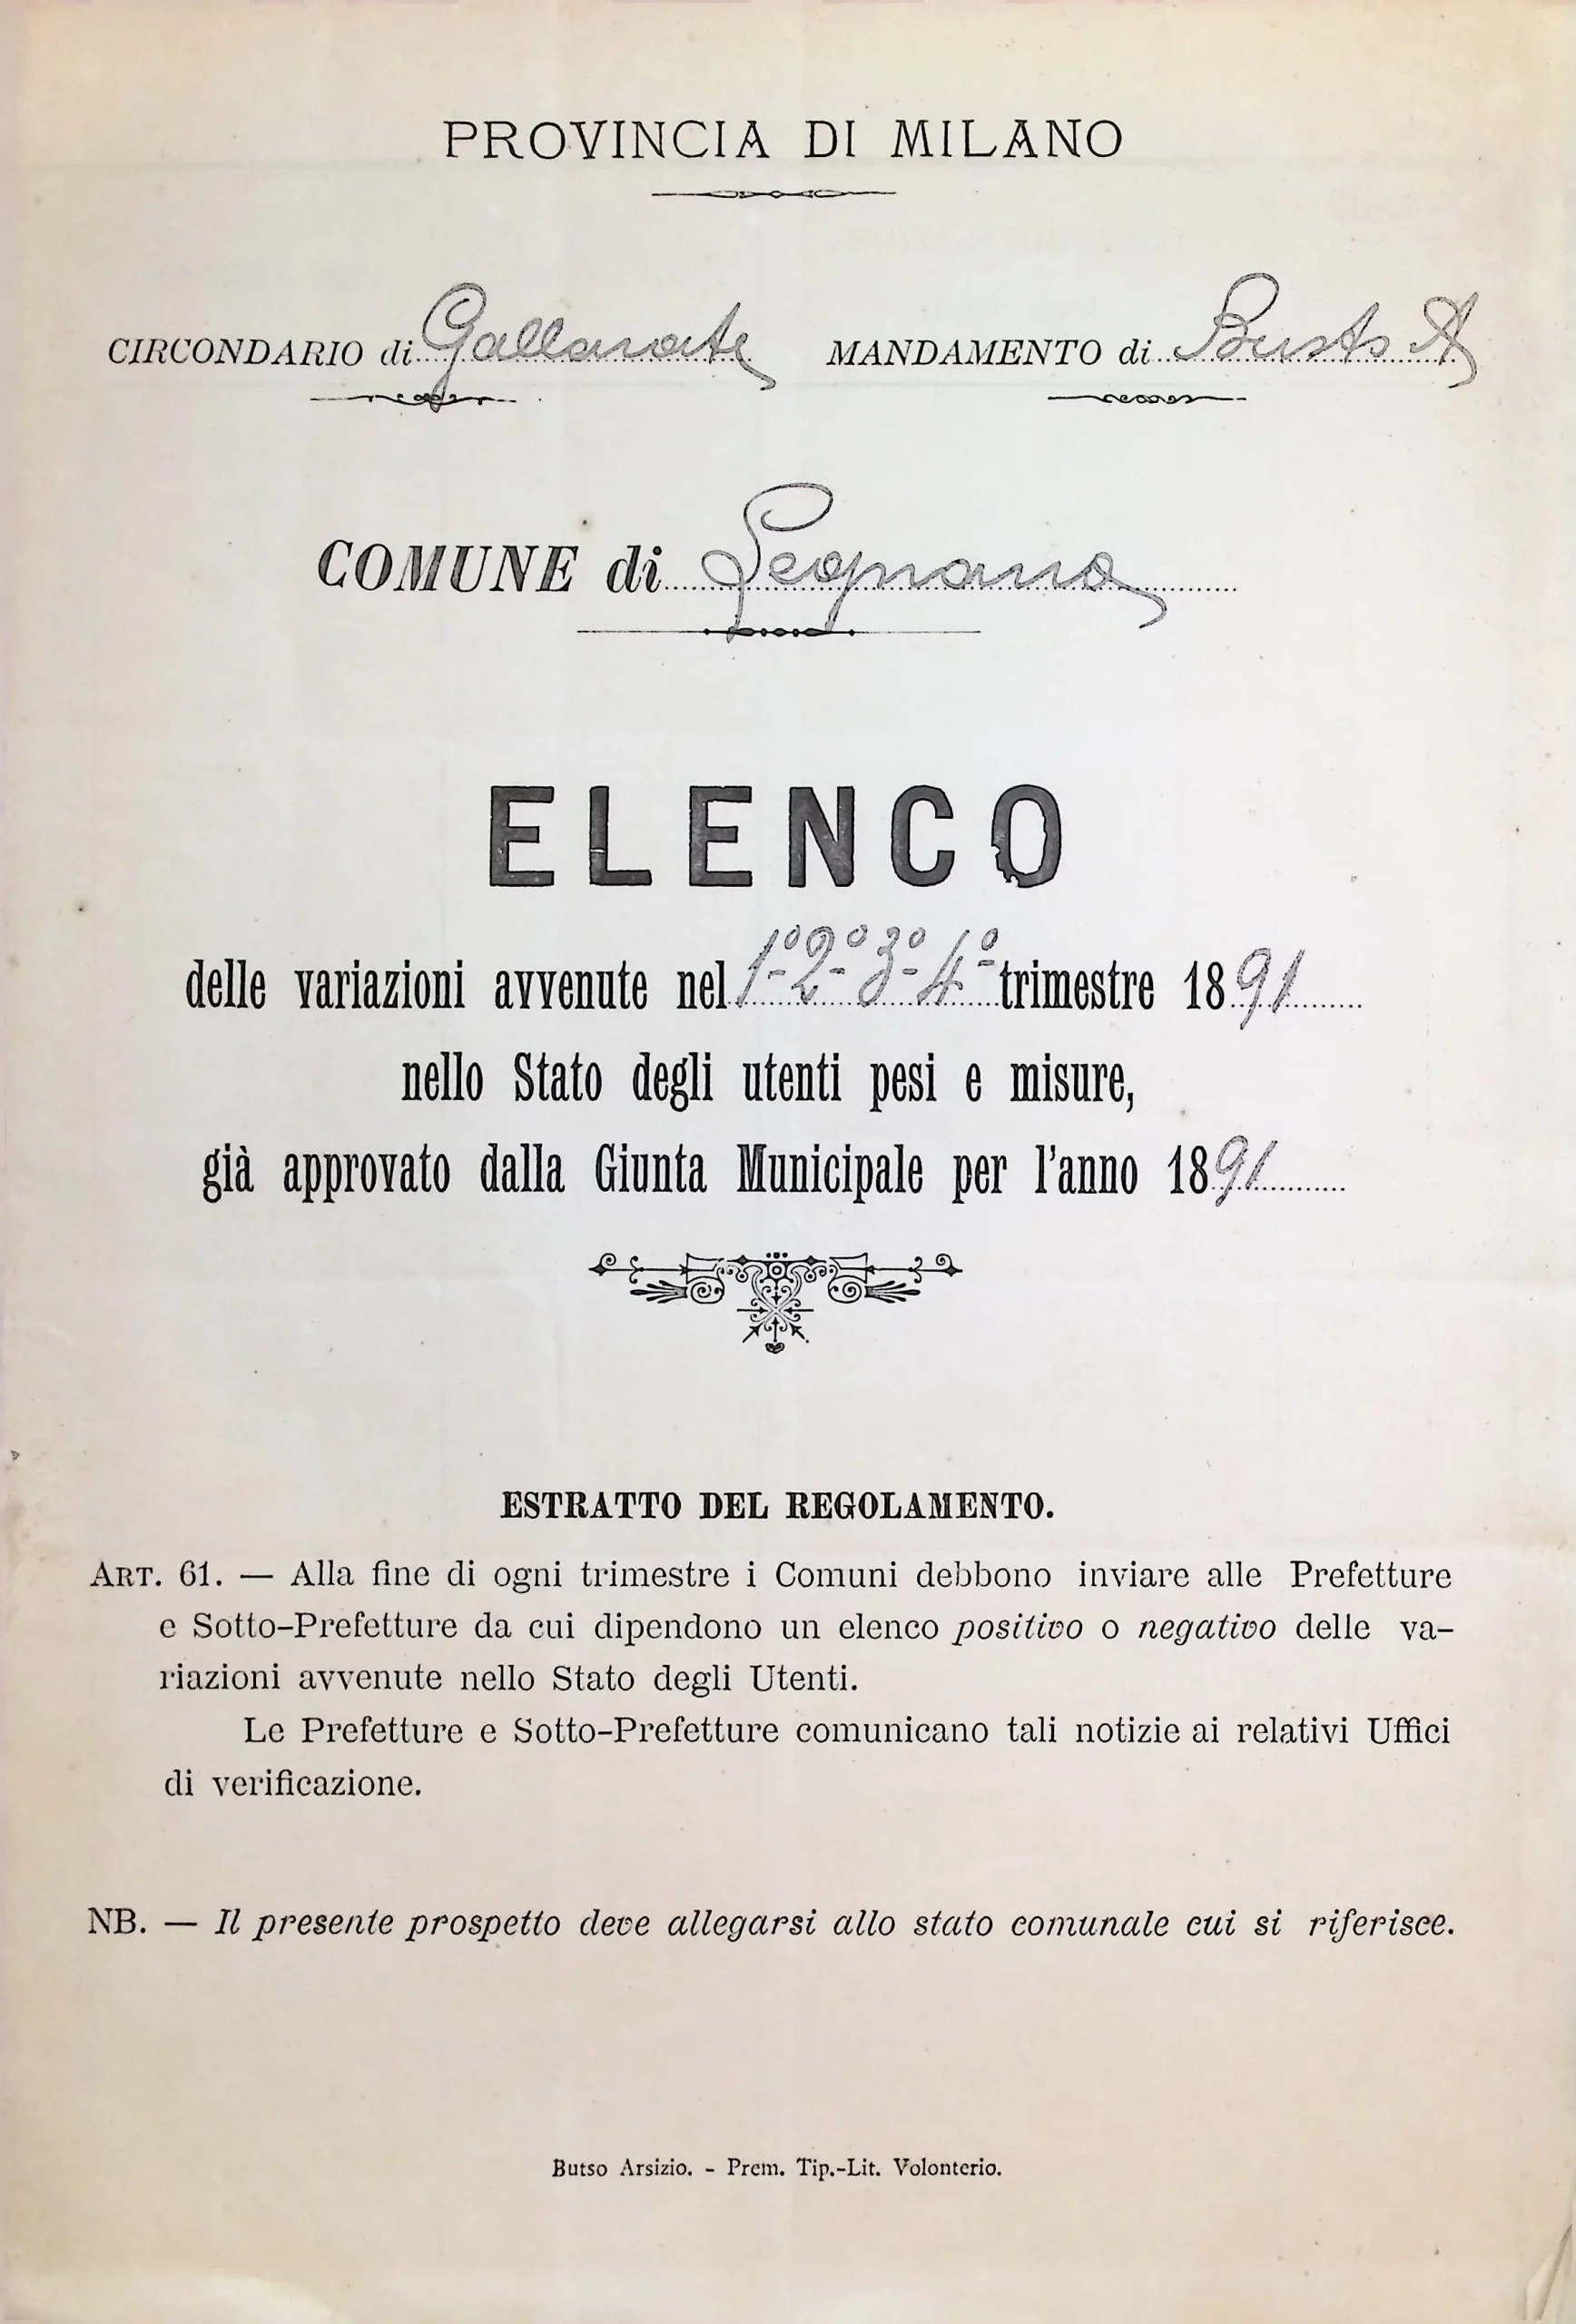 PROVINCIA DI MILANO
CIRCONDARIO di Gallarate MANDAMENTO di Busto A
COMUNE di Legnano
ELENCO
delle variazioni avvenute nel 1º-2º-3º-4º trimestre 1891
nello Stato degli utenti pesi e misure,
già approvato dalla Giunta Municipale per l'anno 1891
ESTRATTO DEL REGOLAMENTO.
ART. 61. — Alla fine di ogni trimestre i Comuni debbono inviare alle Prefetture
e Sotto-Prefetture da cui dipendono un elenco positivo o negativo delle va-
riazioni avvenute nello Stato degli Utenti.
Le Prefetture e Sotto-Prefetture comunicano tali notizie ai relativi Uffici
di verificazione.
NB. — Il presente prospetto deve allegarsi allo stato comunale cui si riferisce.
Butso Arsizio. - Prem. Tip.-Lit. Volonterio.